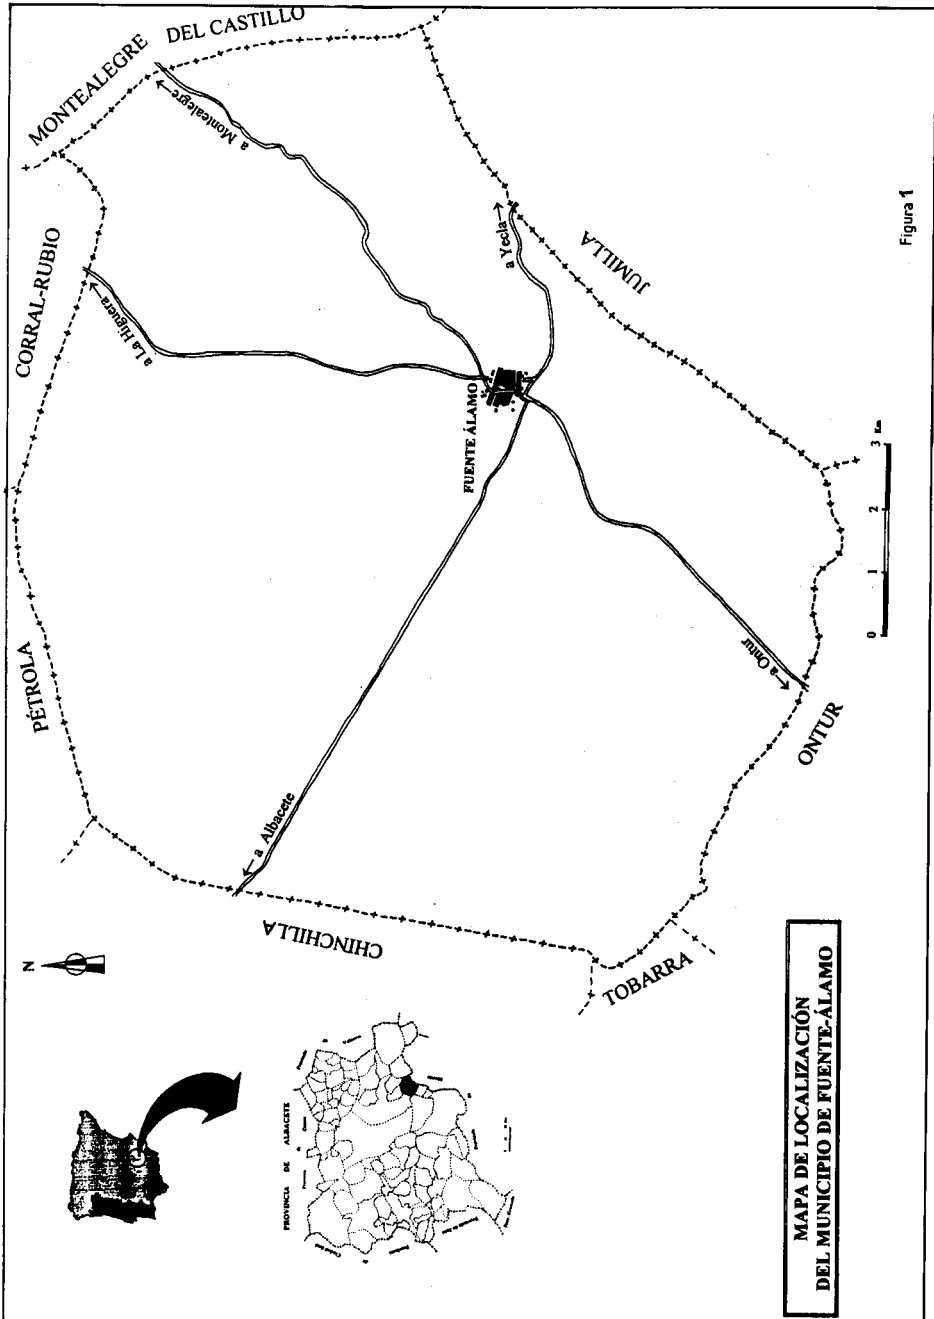 MONTEALEGRE DEL CASTILLO
CORRAL-RUBIO
PÉTROLA
a Montealegre
a La Higuera
a Yecla
JUMILLA
FUENTE ÁLAMO
a Albacete
a Ontur
CHINCHILLA
TOBARRA
ONTUR
N
PROVINCIA DE ALBACETE
0 1 2 3 Km
MAPA DE LOCALIZACIÓN
DEL MUNICIPIO DE FUENTE-ÁLAMO
Figura 1